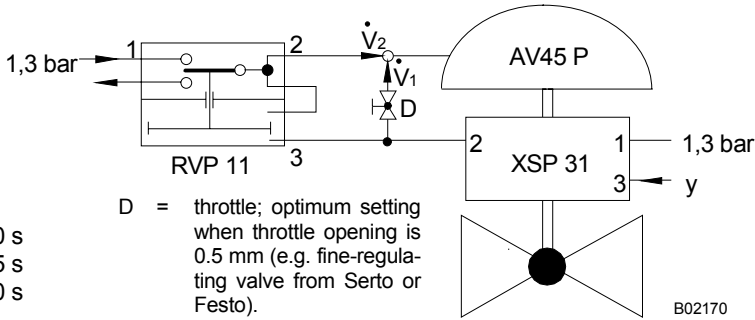 1
2
V̇2
AV45 P
1,3 bar
V̇1
D
3
RVP 11
2
XSP 31
1
1,3 bar
3
y
D = throttle; optimum setting
when throttle opening is
0.5 mm (e.g. fine-regula-
ting valve from Serto or
Festo).
0 s
5 s
0 s
B02170